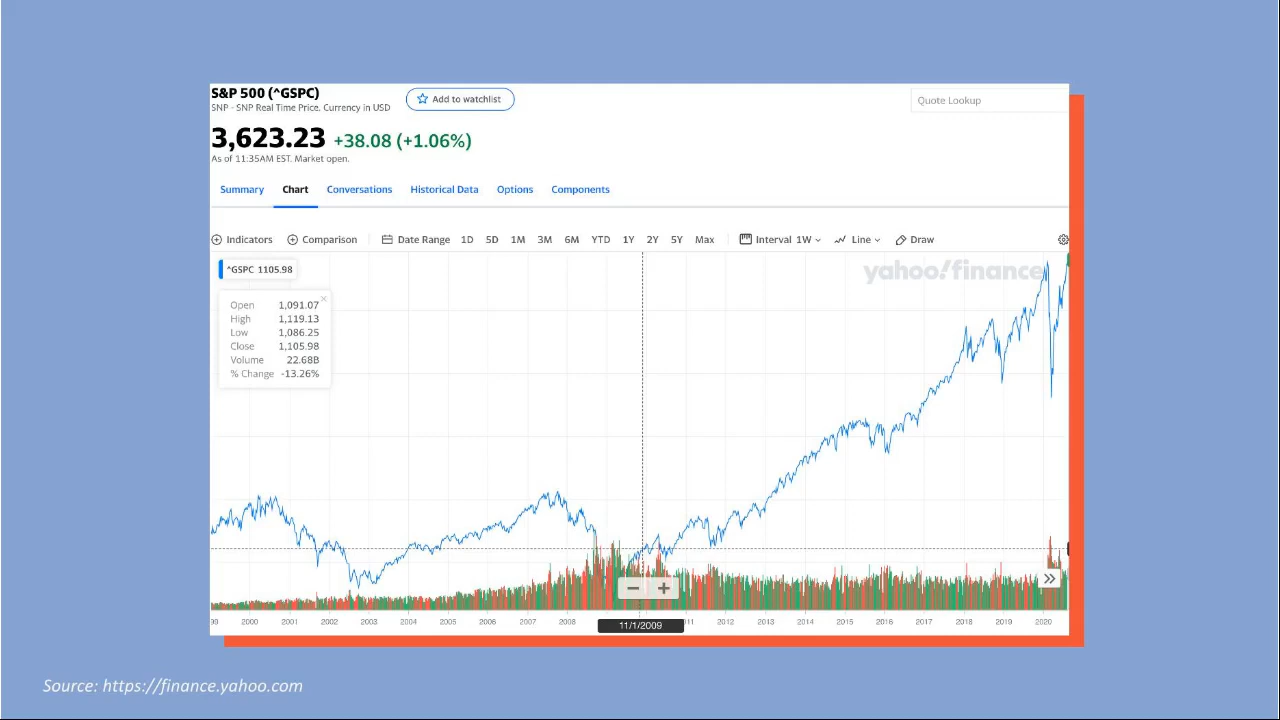 S&P 500 (^GSPC)
SNP - SNP Real Time Price. Currency in USD
Add to watchlist
Quote Lookup
3,623.23 +38.08 (+1.06%)
As of 11:35AM EST. Market open.
Summary Chart Conversations Historical Data Options Components
Indicators Comparison Date Range 1D 5D 1M 3M 6M YTD 1Y 2Y 5Y Max Interval 1W Line Draw
^GSPC 1105.98
yahoo!finance
Open 1,091.07
High 1,119.13
Low 1,086.25
Close 1,105.98
Volume 22.68B
% Change -13.26%
99 2000 2001 2002 2003 2004 2005 2006 2007 2008 11/1/2009 011 2012 2013 2014 2015 2016 2017 2018 2019 2020
Source: https://finance.yahoo.com